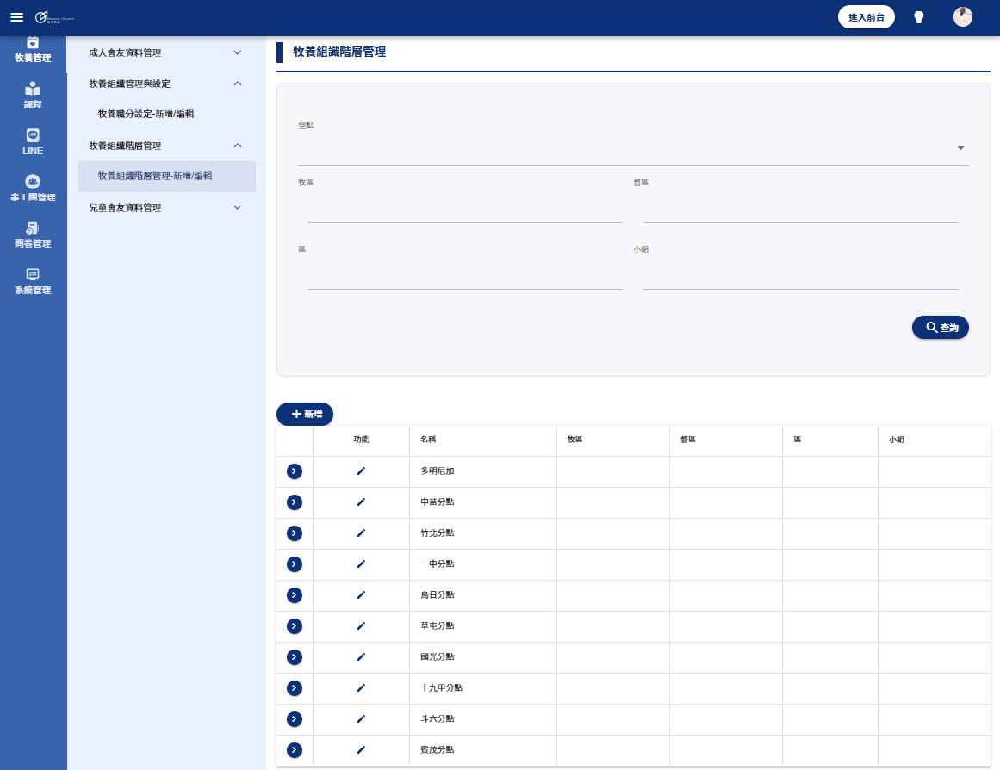 進入前台
牧養管理
課程
LINE
事工團管理
問卷管理
系統管理
成人會友資料管理
牧養組織管理與設定
牧養職分設定-新增/編輯
牧養組織階層管理
牧養組織階層管理-新增/編輯
兒童會友資料管理
牧養組識階層管理
堂點
牧區 督區
區 小組
查詢
新增
功能 名稱 牧區 督區 區 小組
多明尼加
中苗分點
竹北分點
一中分點
烏日分點
草屯分點
國光分點
十九甲分點
斗六分點
賓茂分點